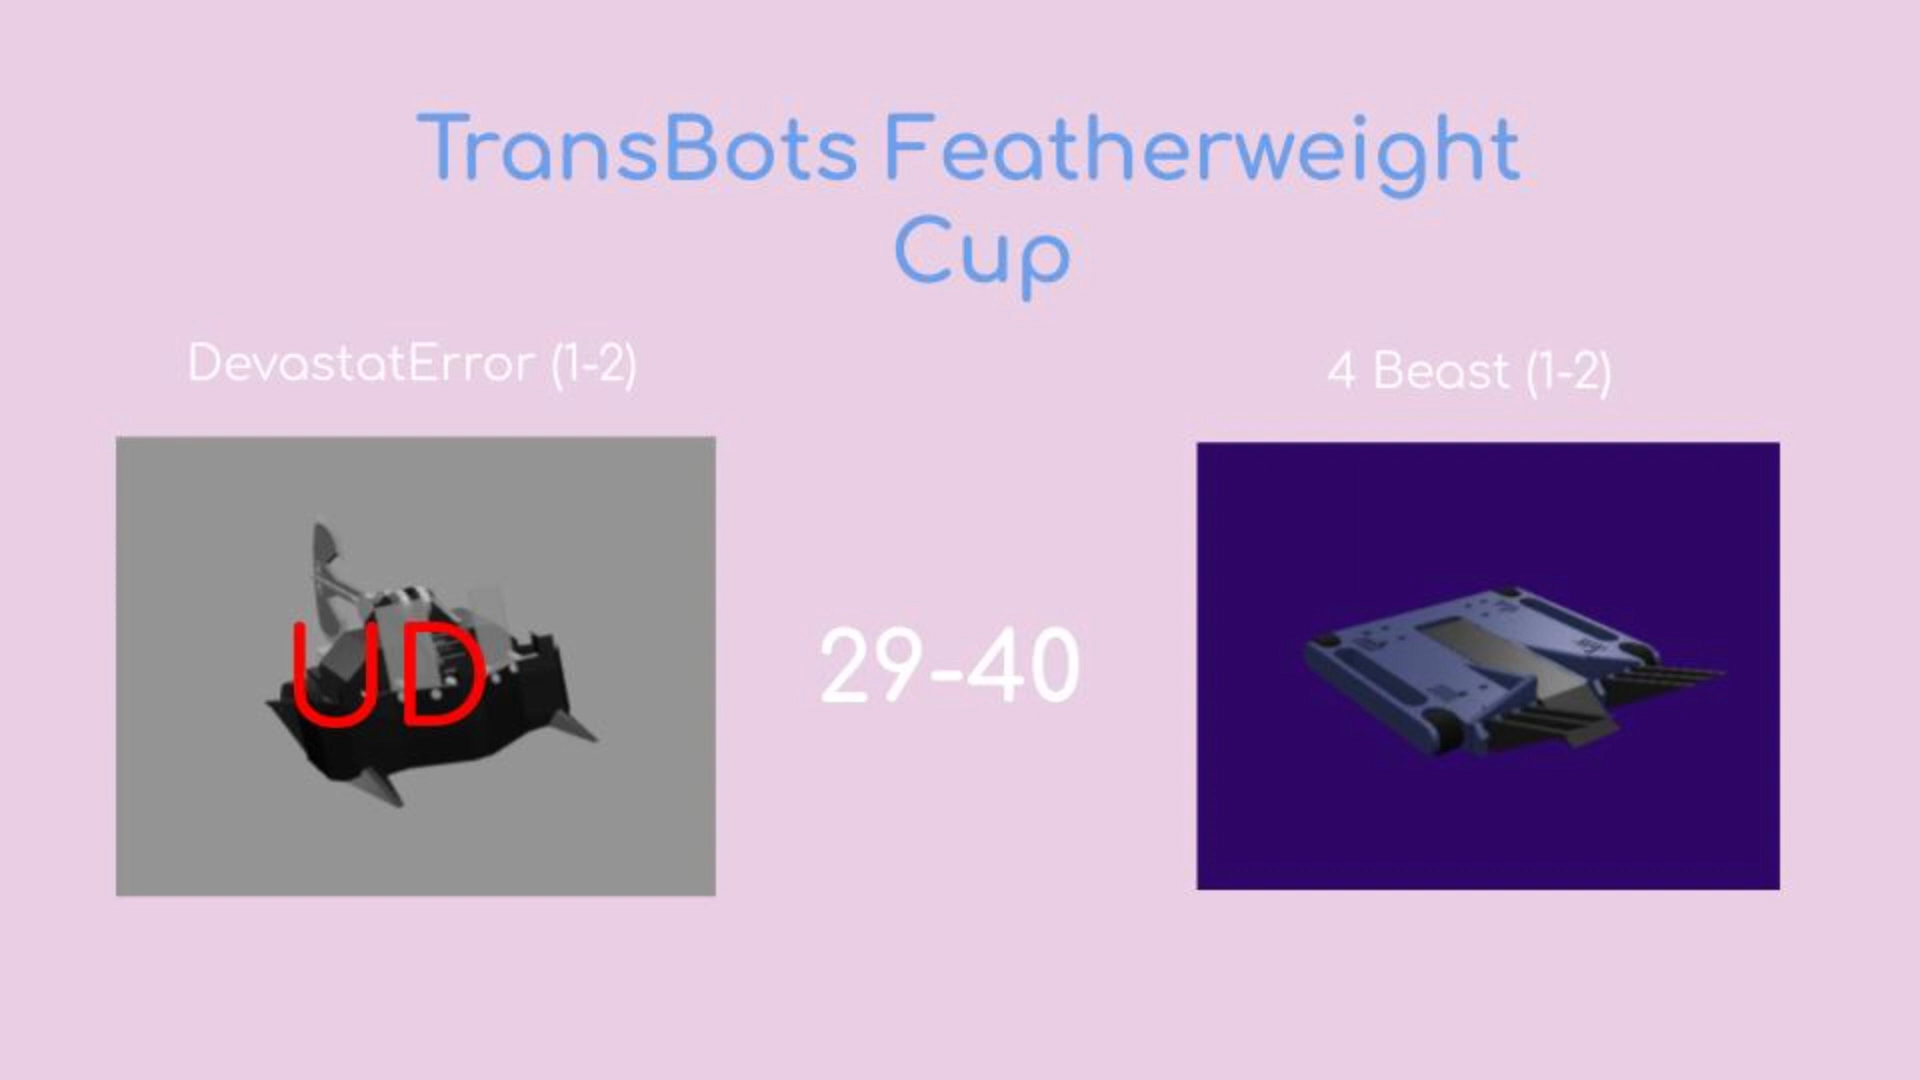 TransBots Featherweight
Cup
DevastatError (1-2)
4 Beast (1-2)
UD
29-40